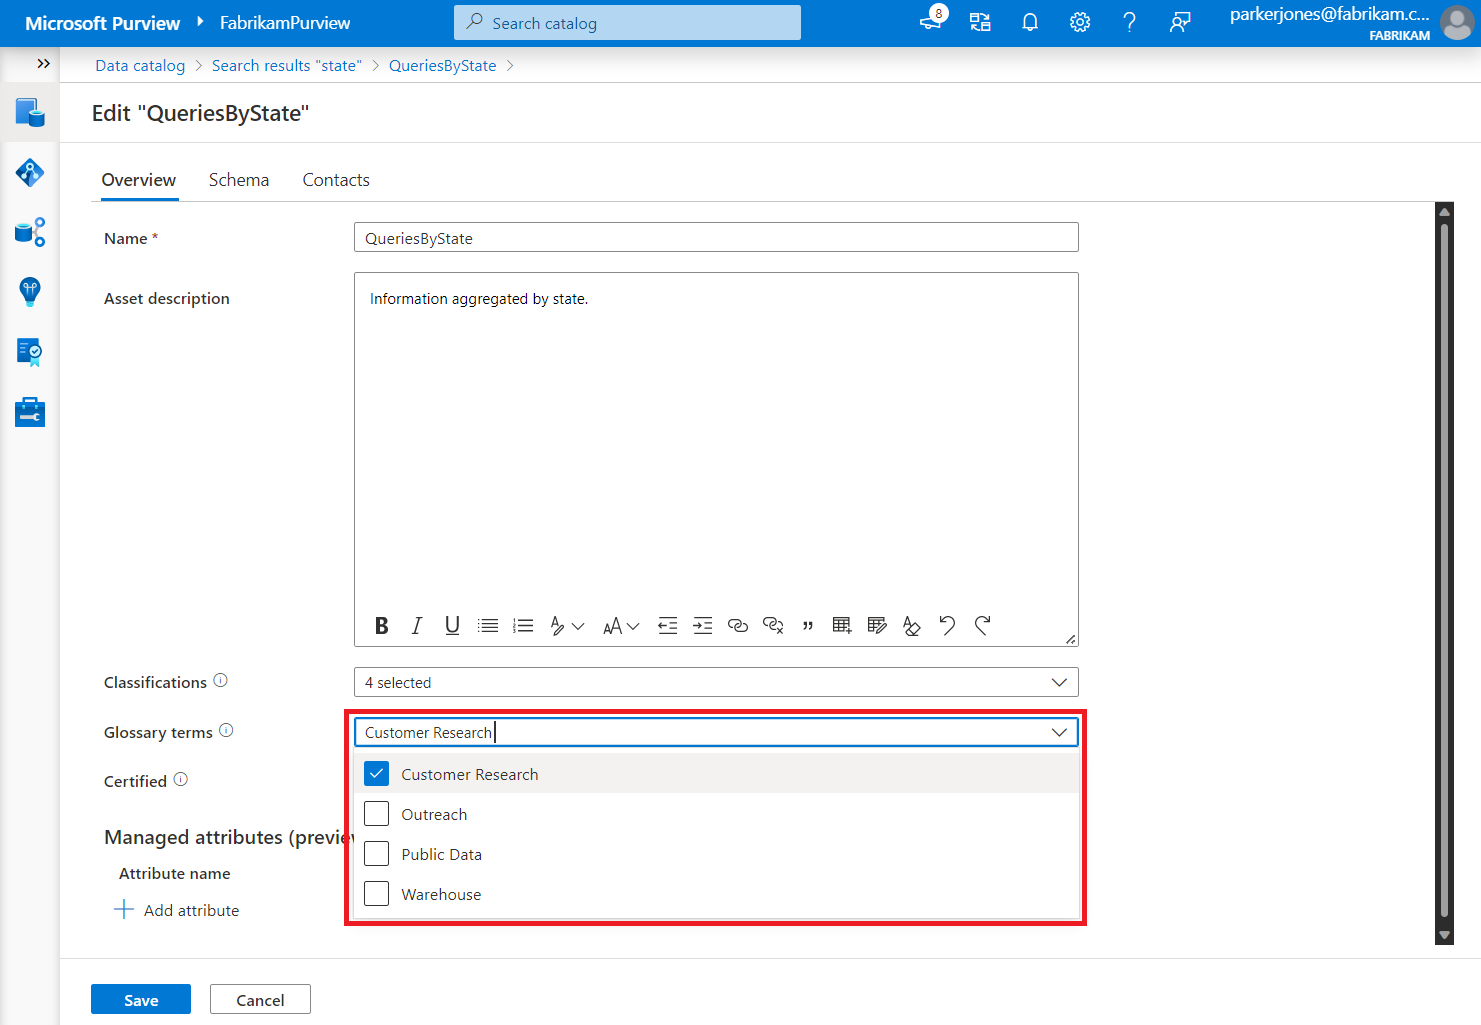 Microsoft Purview FabrikamPurview
Search catalog
8
parkerjones@fabrikam.c...
FABRIKAM
Data catalog > Search results "state" > QueriesByState >
Edit "QueriesByState"
Overview Schema Contacts
Name *
QueriesByState
Asset description
Information aggregated by state.
Classifications
4 selected
Glossary terms
Customer Research
Customer Research
Outreach
Public Data
Warehouse
Certified
Managed attributes (previe
Attribute name
Add attribute
Save Cancel